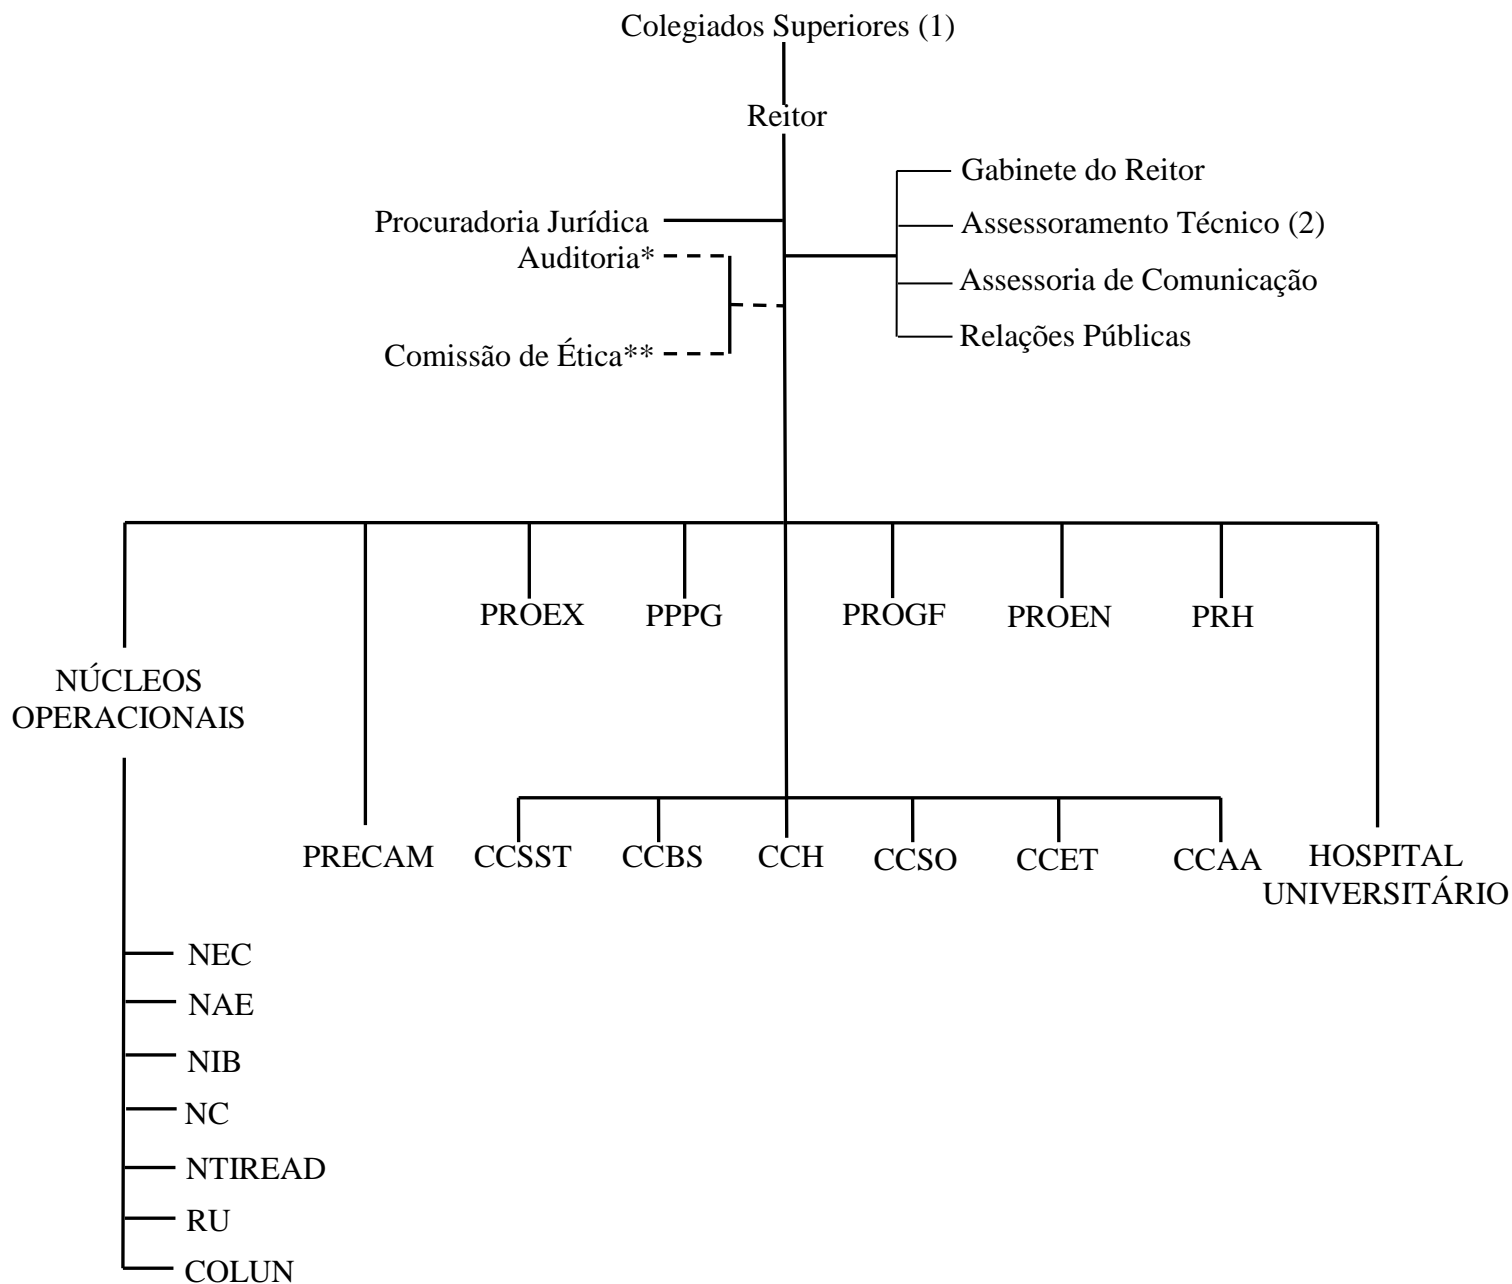 Colegiados Superiores (1)
Reitor
Gabinete do Reitor
Procuradoria Jurídica
Assessoramento Técnico (2)
Auditoria*
Assessoria de Comunicação
Relações Públicas
Comissão de Ética**
PROEX
PPPG
PROGF
PROEN
PRH
NÚCLEOS
OPERACIONAIS
PRECAM
CCSST
CCBS
CCH
CCSO
CCET
CCAA
HOSPITAL
UNIVERSITÁRIO
NEC
NAE
NIB
NC
NTIREAD
RU
COLUN